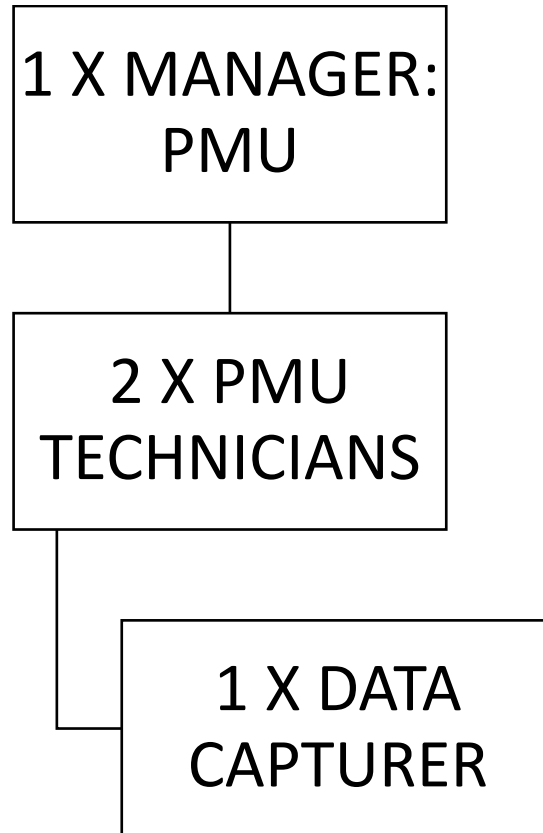 1 X MANAGER:
PMU
2 X PMU
TECHNICIANS
1 X DATA
CAPTURER